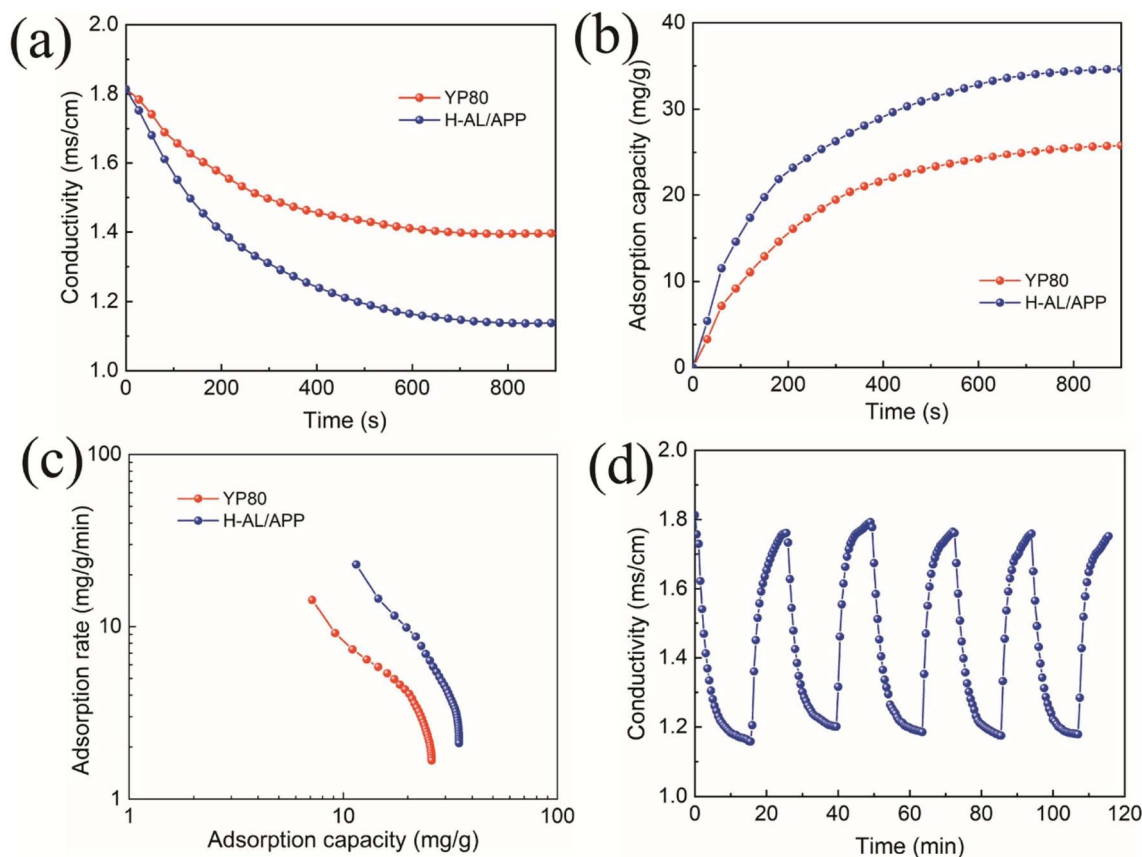 (a)
2.0
1.8
1.6
1.4
1.2
1.0
Conductivity (ms/cm)
YP80
H-AL/APP
0
200
400
600
800
Time (s)
(b)
40
30
20
10
0
Adsorption capacity (mg/g)
YP80
H-AL/APP
0
200
400
600
800
Time (s)
(c)
100
10
1
Adsorption rate (mg/g/min)
YP80
H-AL/APP
1
10
100
Adsorption capacity (mg/g)
(d)
2.0
1.8
1.6
1.4
1.2
1.0
Conductivity (ms/cm)
0
20
40
60
80
100
120
Time (min)